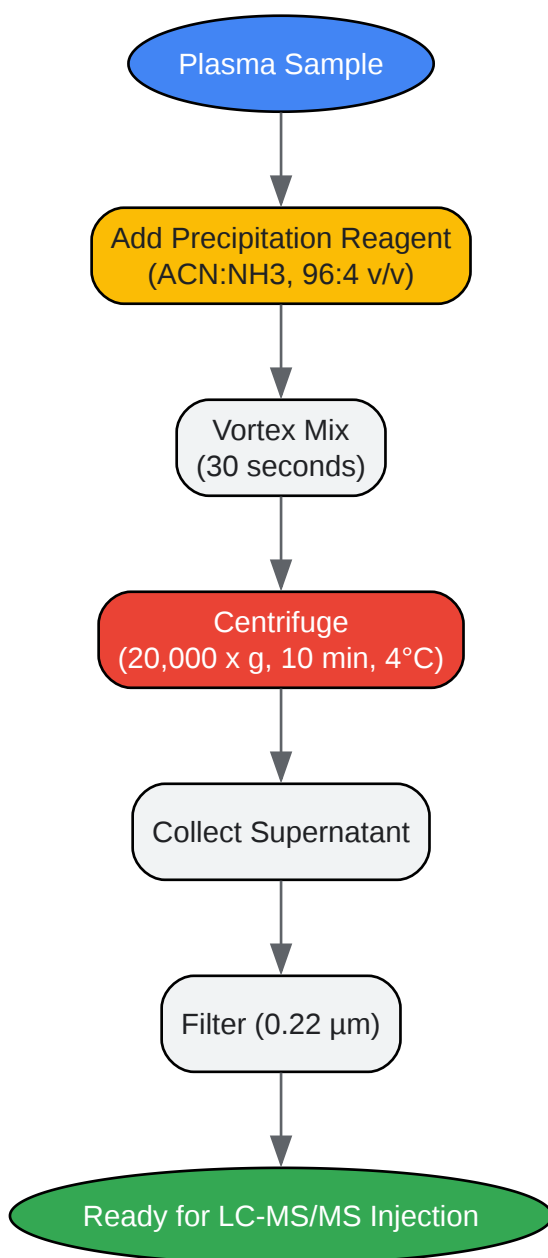 Plasma Sample
Add Precipitation Reagent
(ACN:NH3, 96:4 v/v)
Vortex Mix
(30 seconds)
Centrifuge
(20,000 x g, 10 min, 4°C)
Collect Supernatant
Filter (0.22 µm)
Ready for LC-MS/MS Injection